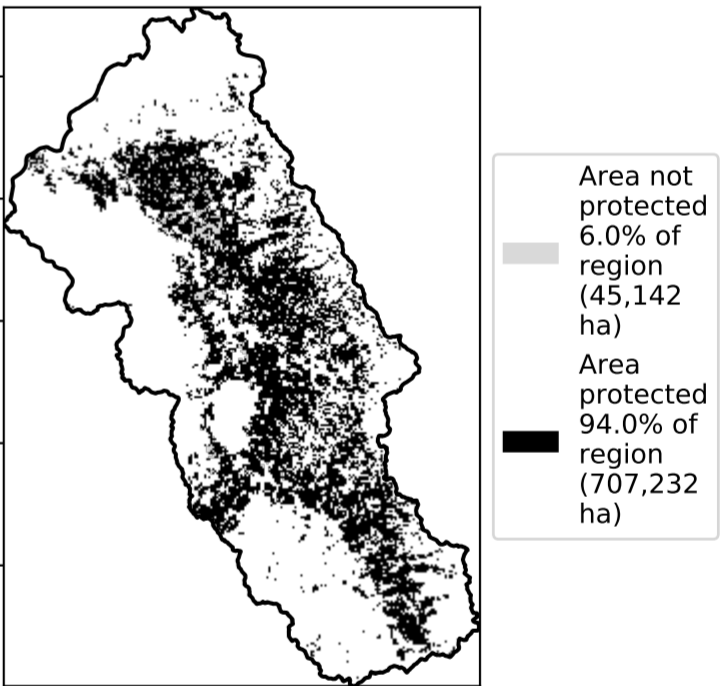 Area not
protected
6.0% of
region
(45,142
ha)
Area
protected
94.0% of
region
(707,232
ha)